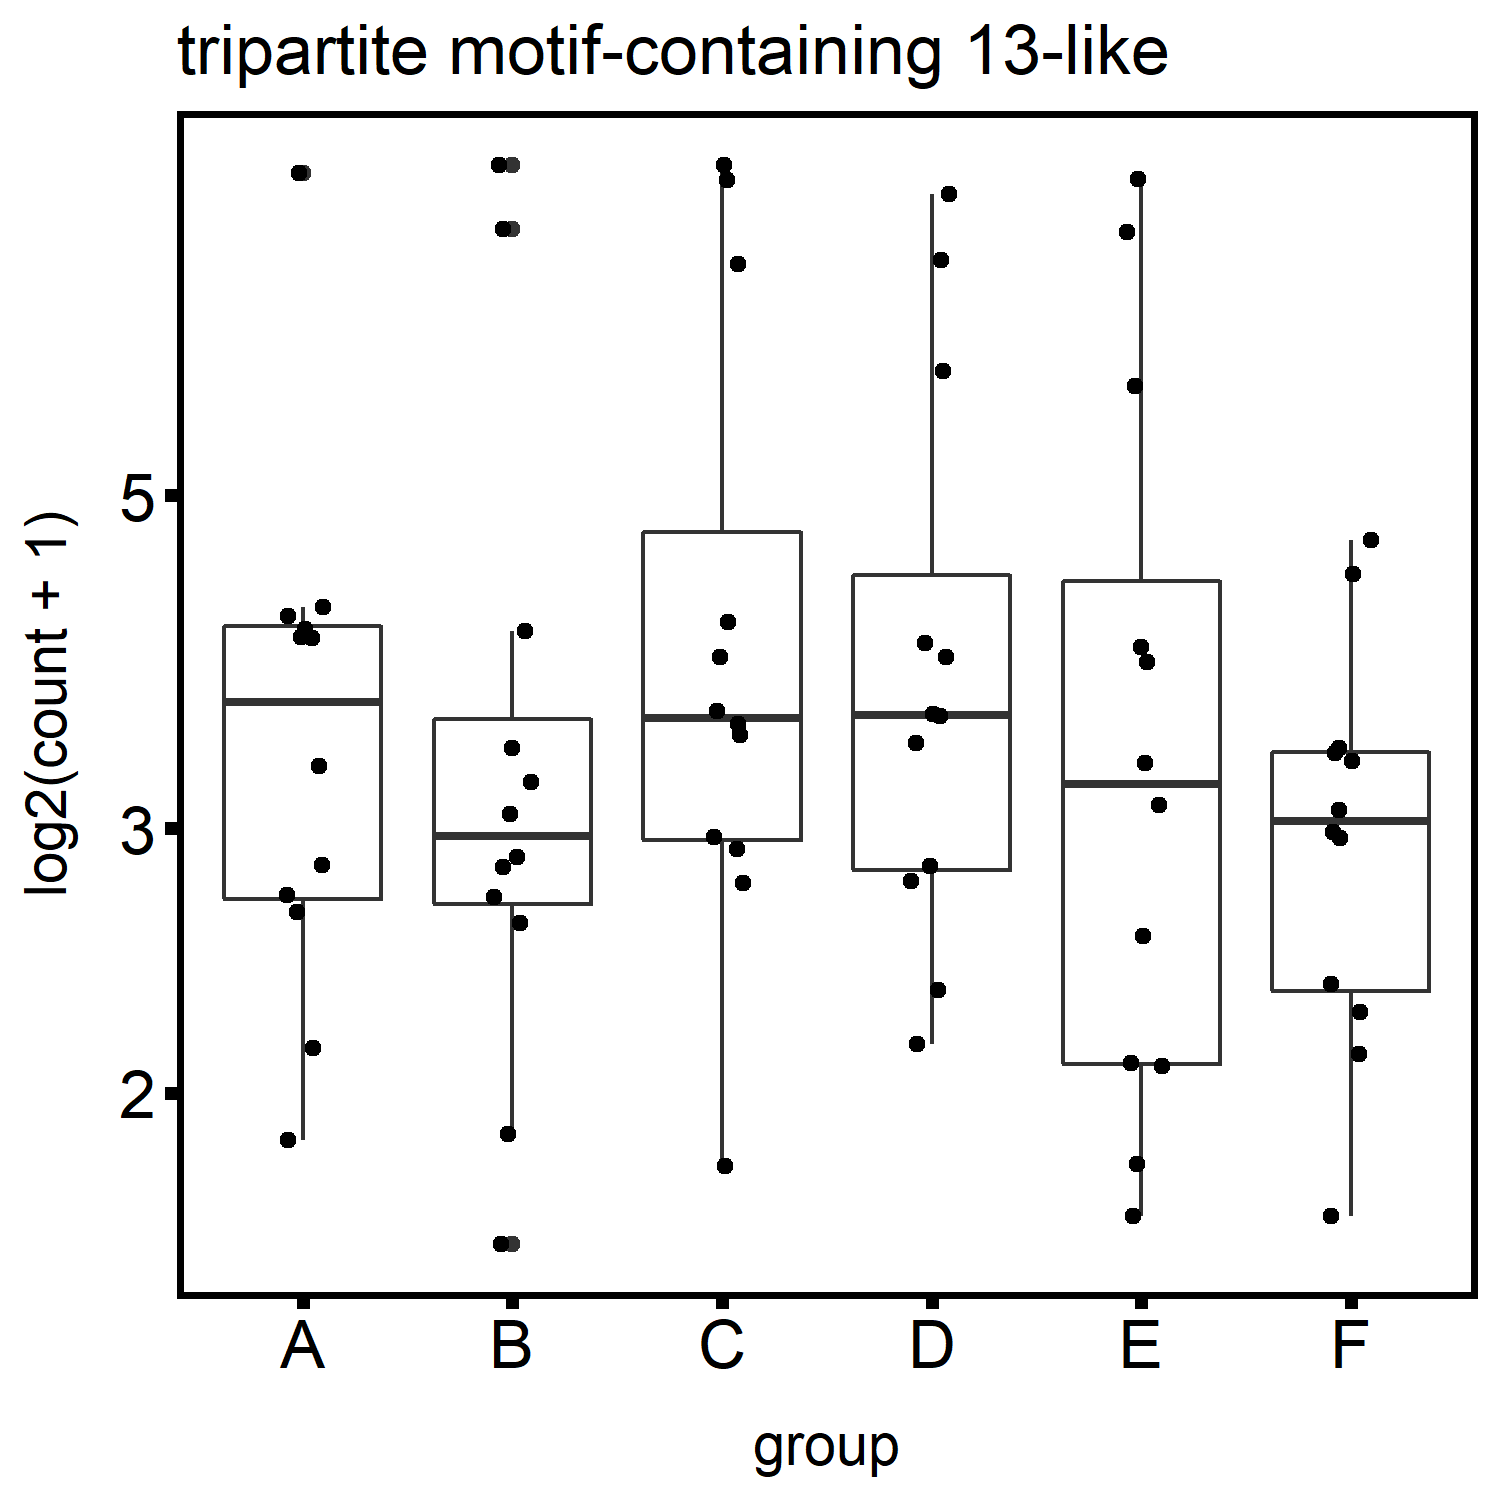 tripartite motif-containing 13-like
log2(count + 1)
5
3
2
A B C D E F
group